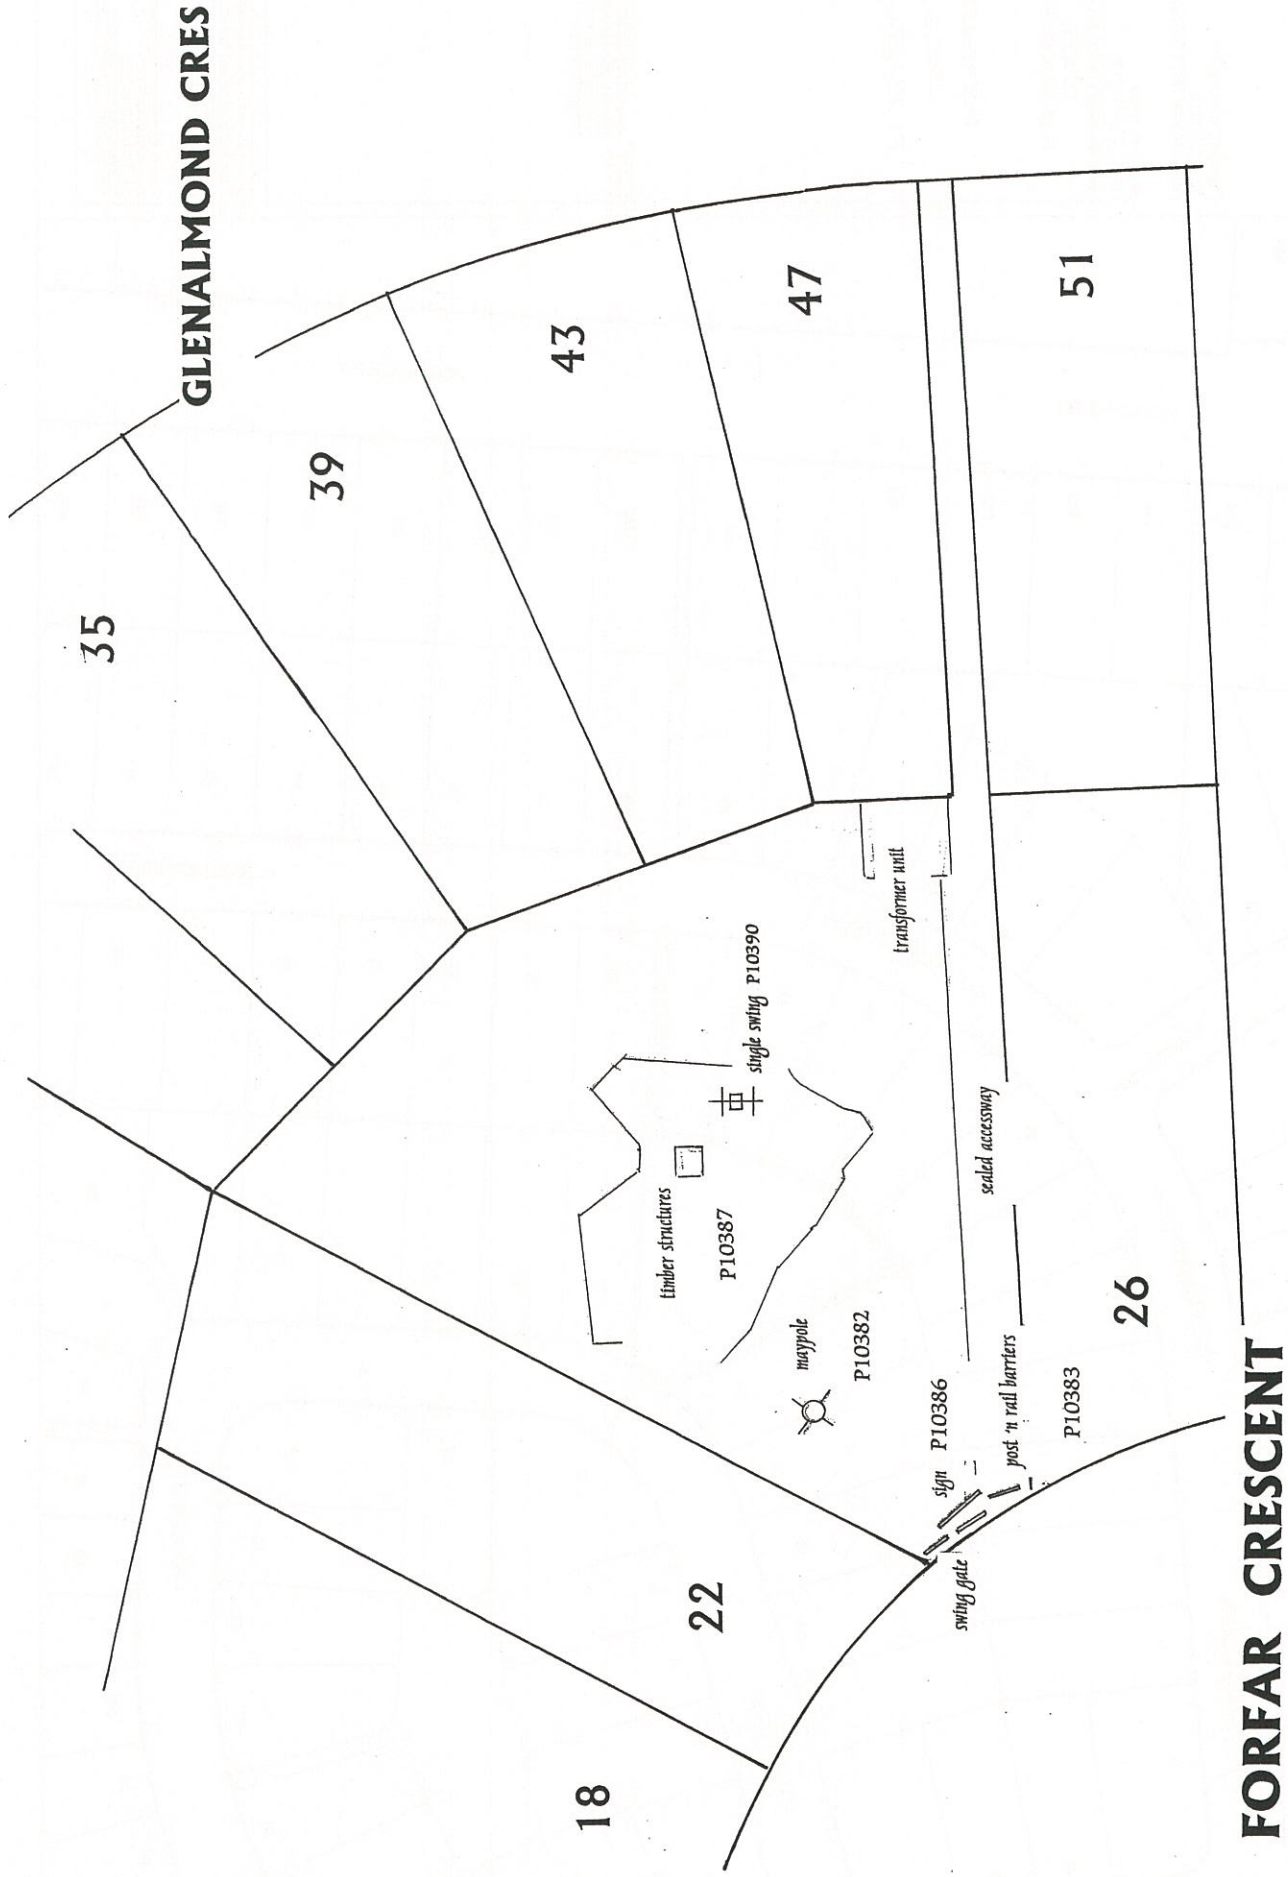 GLENALMOND CRES
35
39
43
47
51
transformer unit
single swing P10390
timber structures
P10387
maypole
P10382
sealed accessway
sign P10386
post 'n rail barriers
P10383
swing gate
26
22
18
FORFAR CRESCENT